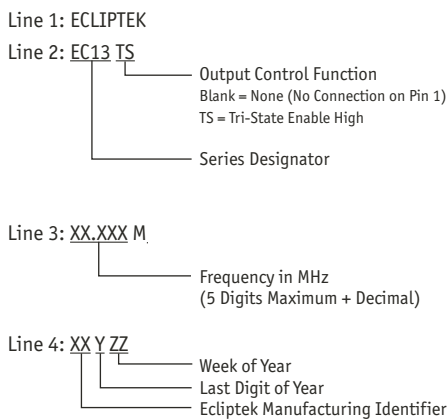 Line 1: ECLIPTEK
Line 2: EC13 TS
Output Control Function
Blank = None (No Connection on Pin 1)
TS = Tri-State Enable High
Series Designator
Line 3: XX.XXX M
Frequency in MHz
(5 Digits Maximum + Decimal)
Line 4: XX Y ZZ
Week of Year
Last Digit of Year
Ecliptek Manufacturing Identifier